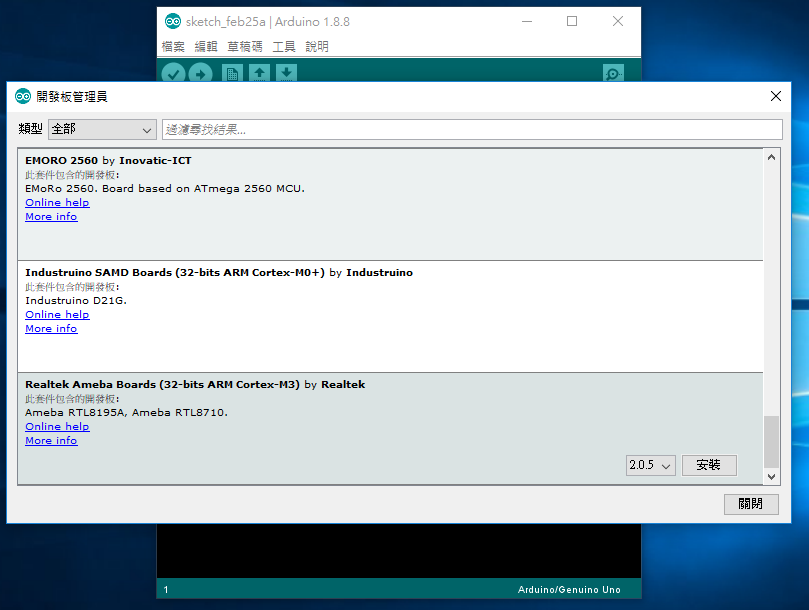 sketch_feb25a | Arduino 1.8.8
檔案 編輯 草稿碼 工具 說明
開發板管理員
類型 全部 過濾尋找結果...
EMORO 2560 by Inovatic-ICT
此套件包含的開發板:
EMoRo 2560. Board based on ATmega 2560 MCU.
Online help
More info
Industruino SAMD Boards (32-bits ARM Cortex-M0+) by Industruino
此套件包含的開發板:
Industruino D21G.
Online help
More info
Realtek Ameba Boards (32-bits ARM Cortex-M3) by Realtek
此套件包含的開發板:
Ameba RTL8195A, Ameba RTL8710.
Online help
More info
2.0.5 安裝
關閉
1 Arduino/Genuino Uno